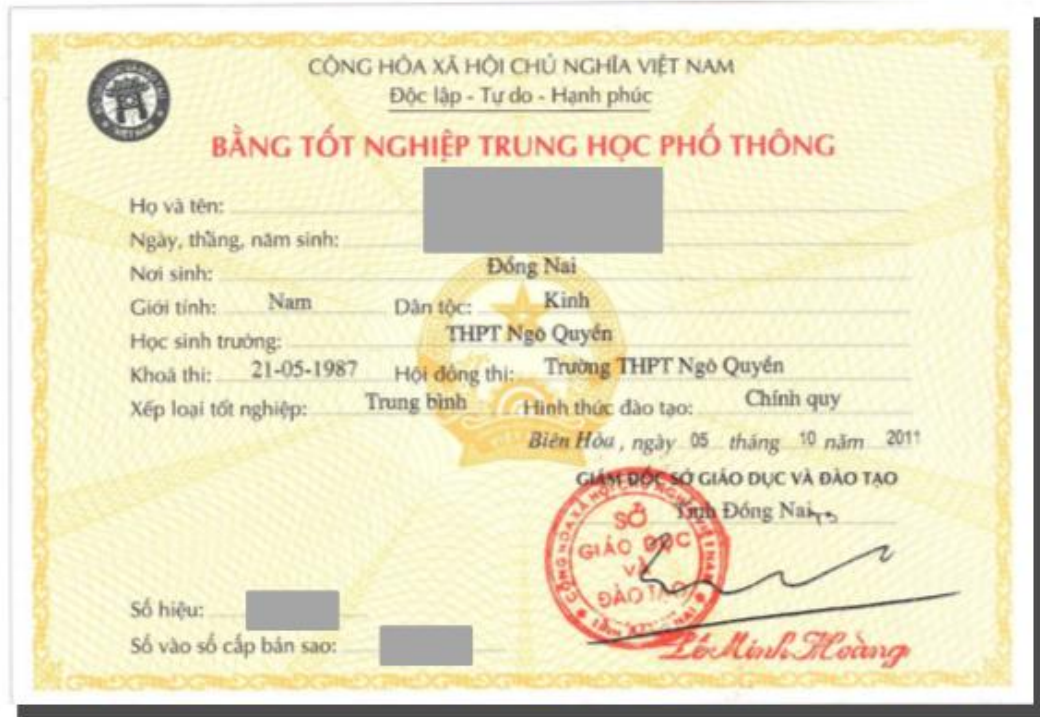 CỘNG HÒA XÃ HỘI CHỦ NGHĨA VIỆT NAM
Độc lập - Tự do - Hạnh phúc
VIỆT NAM
BẰNG TỐT NGHIỆP TRUNG HỌC PHỔ THÔNG
Họ và tên:
Ngày, tháng, năm sinh:
Nơi sinh: Đồng Nai
Giới tính: Nam Dân tộc: Kinh
Học sinh trường: THPT Ngô Quyền
Khoá thi: 21-05-1987 Hội đồng thi: Trường THPT Ngô Quyền
Xếp loại tốt nghiệp: Trung bình Hình thức đào tạo: Chính quy
Biên Hòa, ngày 05 tháng 10 năm 2011
GIÁM ĐỐC SỞ GIÁO DỤC VÀ ĐÀO TẠO
Tỉnh Đồng Nai
SỞ
GIÁO DỤC
VÀ
ĐÀO TẠO
Số hiệu:
Số vào sổ cấp bản sao:
Lê Minh Hoàng